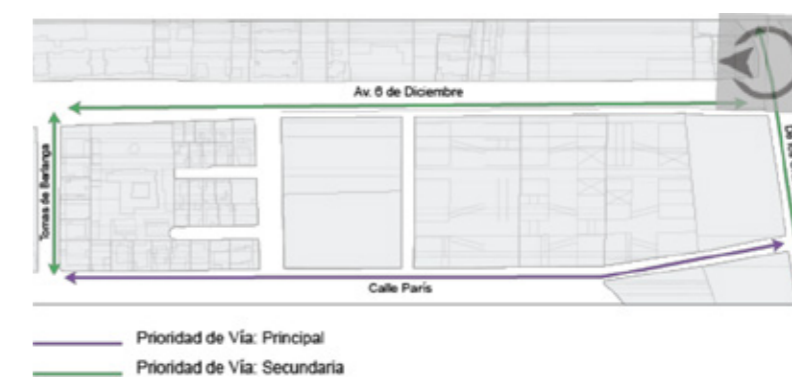 Av. 6 de Diciembre
Tomas de Berlanga
Calle París
Prioridad de Vía: Principal
Prioridad de Vía: Secundaria